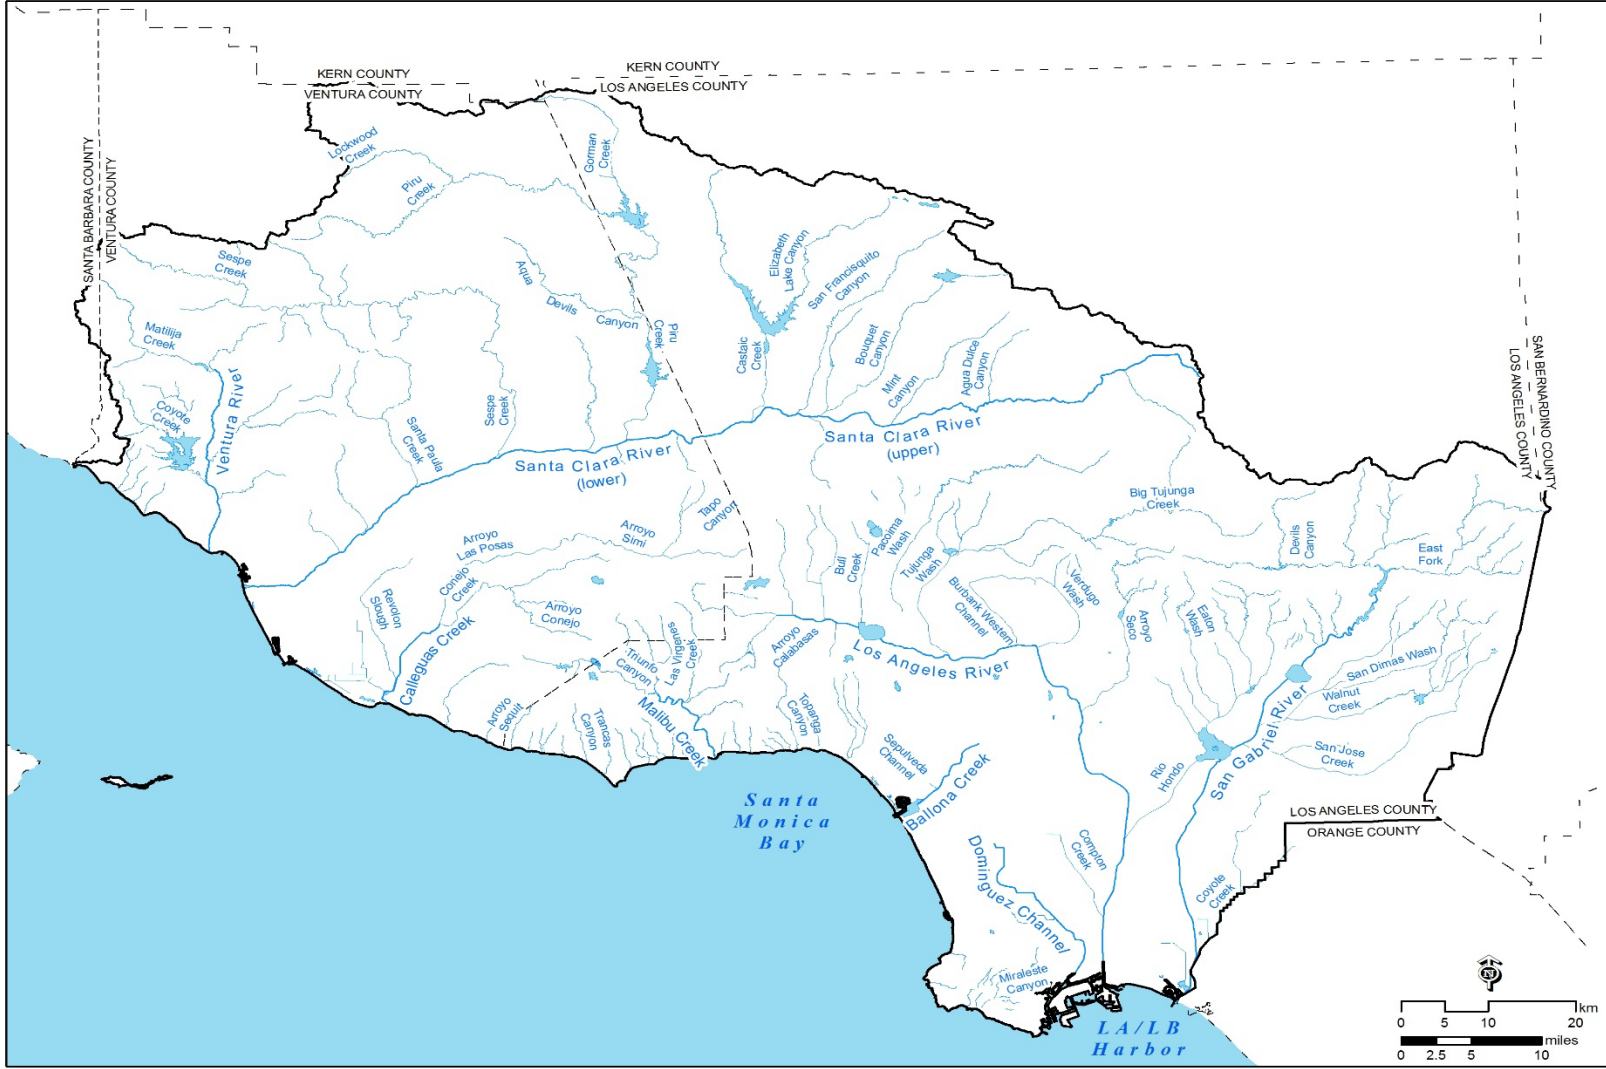 KERN COUNTY
VENTURA COUNTY
KERN COUNTY
LOS ANGELES COUNTY
SANTA BARBARA COUNTY
VENTURA COUNTY
Lockwood
Creek
Piru
Creek
Gorman
Creek
Sespe
Creek
Aqua
Devils
Canyon
Elizabeth
Lake Canyon
San Francisquito
Canyon
Matilija
Creek
Piru
Creek
Castaic
Creek
Bouquet
Canyon
Mint
Canyon
Agua Dulce
Canyon
SAN BERNARDINO COUNTY
LOS ANGELES COUNTY
Coyote
Creek
Ventura River
Santa Paula
Creek
Sespe
Creek
Santa Clara River
(lower)
Santa Clara River
(upper)
Tapo
Canyon
Arroyo
Simi
Arroyo
Las Posas
Big Tujunga
Creek
Devils
Canyon
East
Fork
Bull
Creek
Pacoima
Wash
Tujunga
Wash
Burbank Western
Channel
Verdugo
Wash
Arroyo
Seco
Eaton
Wash
Conejo
Creek
Revolon
Slough
Arroyo
Conejo
Calleguas Creek
Triunfo
Canyon
Las Virgenes
Creek
Arroyo
Calabasas
Los Angeles River
San Dimas Wash
Walnut
Creek
San Jose
Creek
San Gabriel River
Rio
Hondo
Arroyo
Sequit
Trancas
Canyon
Malibu Creek
Topanga
Canyon
Sepulveda
Channel
Ballona Creek
Santa
Monica
Bay
LOS ANGELES COUNTY
ORANGE COUNTY
Compton
Creek
Dominguez Channel
Coyote
Creek
Miraleste
Canyon
LA/LB
Harbor
N
km
0 5 10 20
miles
0 2.5 5 10